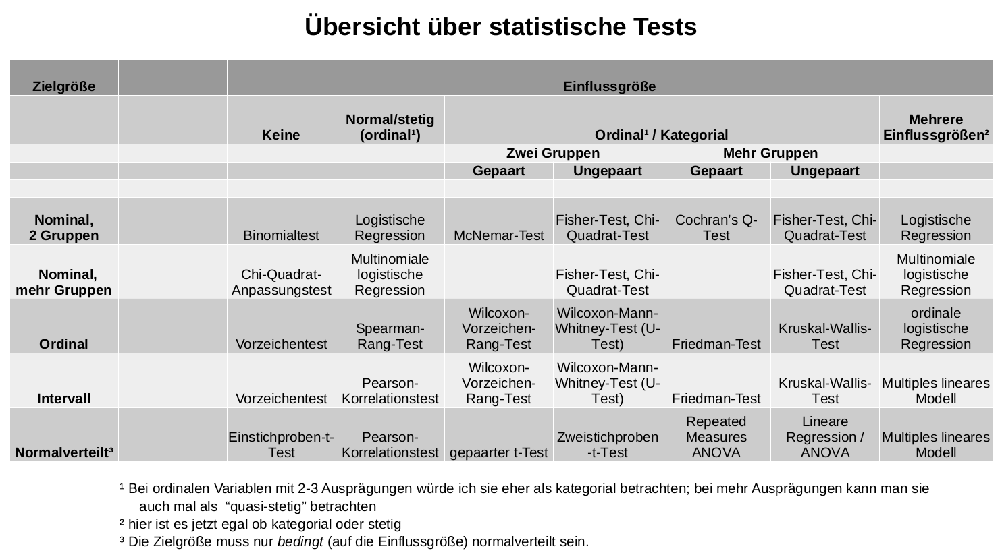 Übersicht über statistische Tests
Zielgröße Einflussgröße
Keine
Normal/stetig
(ordinal¹)
Ordinal¹ / Kategorial
Mehrere
Einflussgrößen²
Zwei Gruppen Mehr Gruppen
Gepaart Ungepaart Gepaart Ungepaart
Nominal,
2 Gruppen
Binomialtest
Logistische
Regression
McNemar-Test
Fisher-Test, Chi-
Quadrat-Test
Cochran’s Q-
Test
Fisher-Test, Chi-
Quadrat-Test
Logistische
Regression
Nominal,
mehr Gruppen
Chi-Quadrat-
Anpassungstest
Multinomiale
logistische
Regression
Fisher-Test, Chi-
Quadrat-Test
Fisher-Test, Chi-
Quadrat-Test
Multinomiale
logistische
Regression
Ordinal
Vorzeichentest
Spearman-
Rang-Test
Wilcoxon-
Vorzeichen-
Rang-Test
Wilcoxon-Mann-
Whitney-Test (U-
Test)
Friedman-Test
Kruskal-Wallis-
Test
ordinale
logistische
Regression
Intervall
Vorzeichentest
Pearson-
Korrelationstest
Wilcoxon-
Vorzeichen-
Rang-Test
Wilcoxon-Mann-
Whitney-Test (U-
Test)
Friedman-Test
Kruskal-Wallis-
Test
Multiples lineares
Modell
Normalverteilt³
Einstichproben-t-
Test
Pearson-
Korrelationstest
gepaarter t-Test
Zweistichproben
-t-Test
Repeated
Measures
ANOVA
Lineare
Regression /
ANOVA
Multiples lineares
Modell
¹ Bei ordinalen Variablen mit 2-3 Ausprägungen würde ich sie eher als kategorial betrachten; bei mehr Ausprägungen kann man sie
auch mal als “quasi-stetig” betrachten
² hier ist es jetzt egal ob kategorial oder stetig
³ Die Zielgröße muss nur bedingt (auf die Einflussgröße) normalverteilt sein.